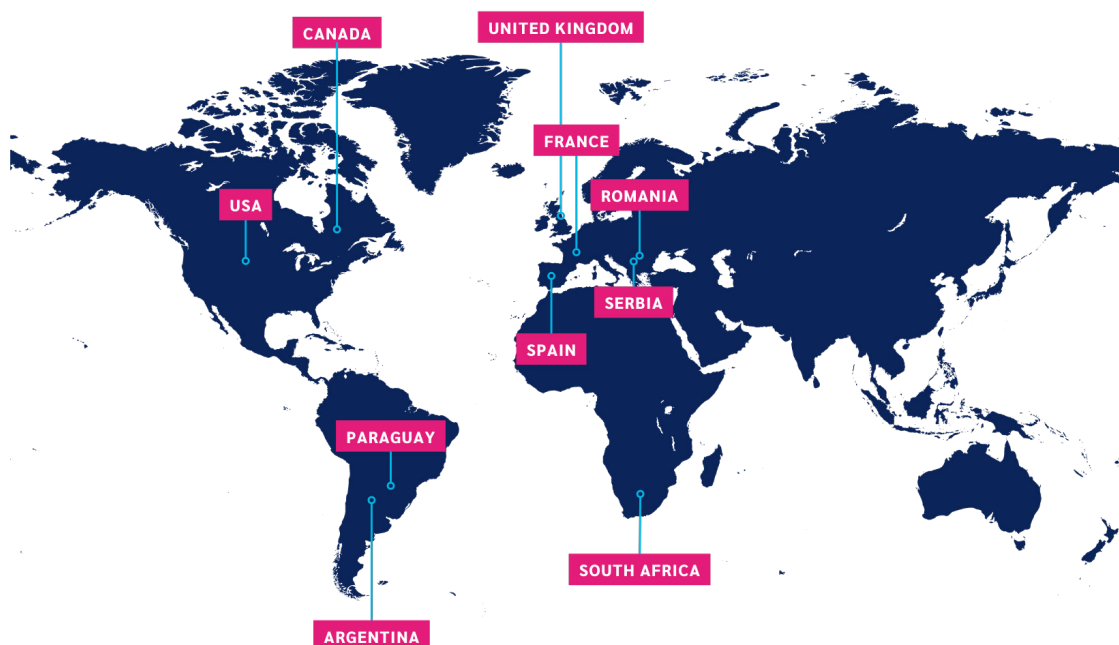 UNITED KINGDOM
CANADA
FRANCE
ROMANIA
USA
SERBIA
SPAIN
PARAGUAY
SOUTH AFRICA
ARGENTINA